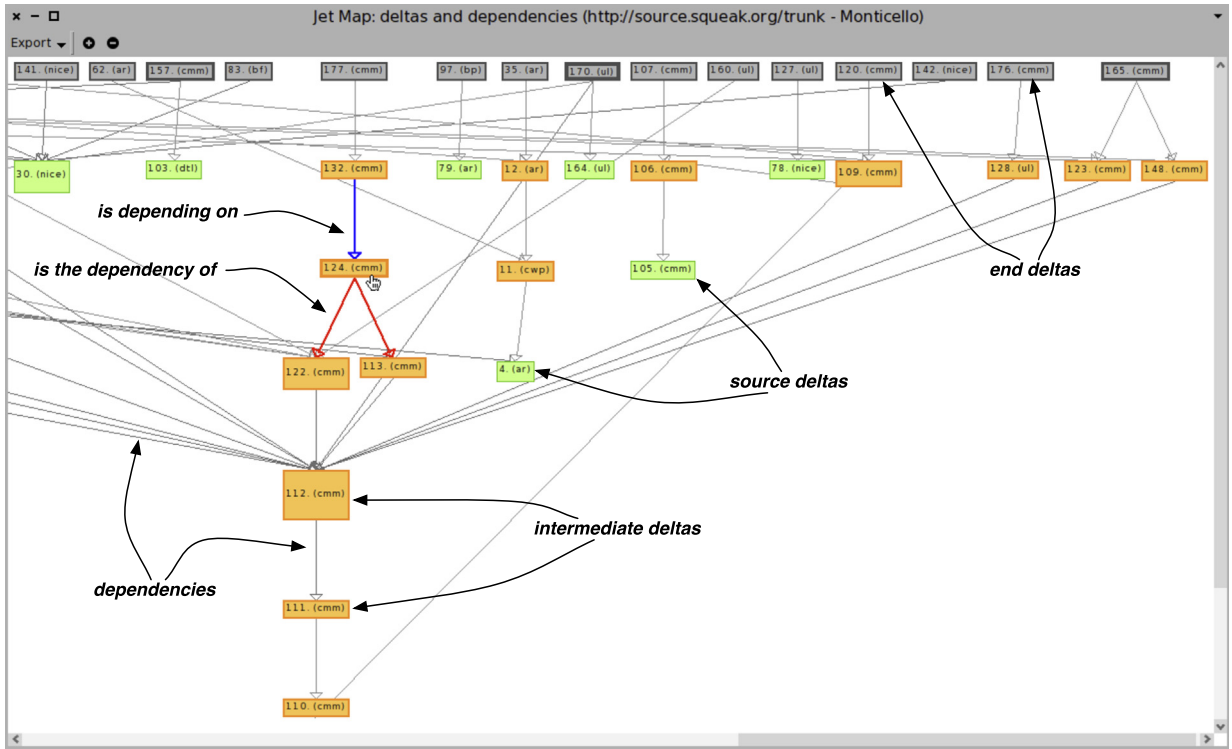 Jet Map: deltas and dependencies (http://source.squeak.org/trunk - Monticello)
Export
141. (nice) 62. (ar) 157. (cmm) 83. (bf) 177. (cmm) 97. (bp) 35. (ar) 170. (ul) 107. (cmm) 160. (ul) 127. (ul) 120. (cmm) 142. (nice) 176. (cmm) 165. (cmm)
30. (nice) 103. (dtl) 132. (cmm) 79. (ar) 12. (ar) 164. (ul) 106. (cmm) 78. (nice) 109. (cmm) 128. (ul) 123. (cmm) 148. (cmm)
is depending on
is the dependency of
124. (cmm) 11. (cwp) 105. (cmm)
end deltas
122. (cmm) 113. (cmm) 4. (ar)
source deltas
112. (cmm)
intermediate deltas
dependencies
111. (cmm)
110. (cmm)